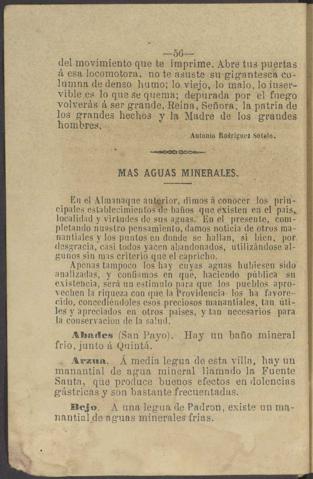 —56—
del movimiento que te imprime. Abre tus puertas
á esa locomotora, no te asuste su gigantesca co-
lumna de denso humo; lo viejo, lo malo, lo inser-
vible es lo que se quema; depurada por el fuego
volverás á ser grande, Reina, Señora, la patria de
los grandes hechos y la Madre de los grandes
hombres.
Antonio Rodriguez Sotelo.
MAS AGUAS MINERALES.
En el Almanaque anterior, dimos á conocer los prin-
cipales establecimientos de baños que existen en el pais,
localidad y virtudes de sus aguas. En el presente, com-
pletando nuestro pensamiento, damos noticia de otros ma-
nantiales y los puntos en donde se hallan, si bien, por
desgracia, casi todos yacen abandonados, utilizándose al-
gunos sin mas criterio que el capricho.
Apenas tampoco los hay cuyas aguas hubiesen sido
analizadas, y confiamos en que, haciendo pública su
existencia, será un estímulo para que los pueblos apro-
vechen la riqueza con que la Providencia los ha favore-
cido, concediéndoles esos preciosos manantiales, tan úti-
les y apreciados en otros paises, y tan necesarios para
la conservacion de la salud.
Abades (San Payo). Hay un baño mineral
frio, junto á Quintá.
Arzua. Á media legua de esta villa, hay un
manantial de agua mineral llamado la Fuente
Santa, que produce buenos efectos en dolencias
gástricas y son bastante frecuentadas.
Bejo. Á una legua de Padron, existe un ma-
nantial de aguas minerales frias.